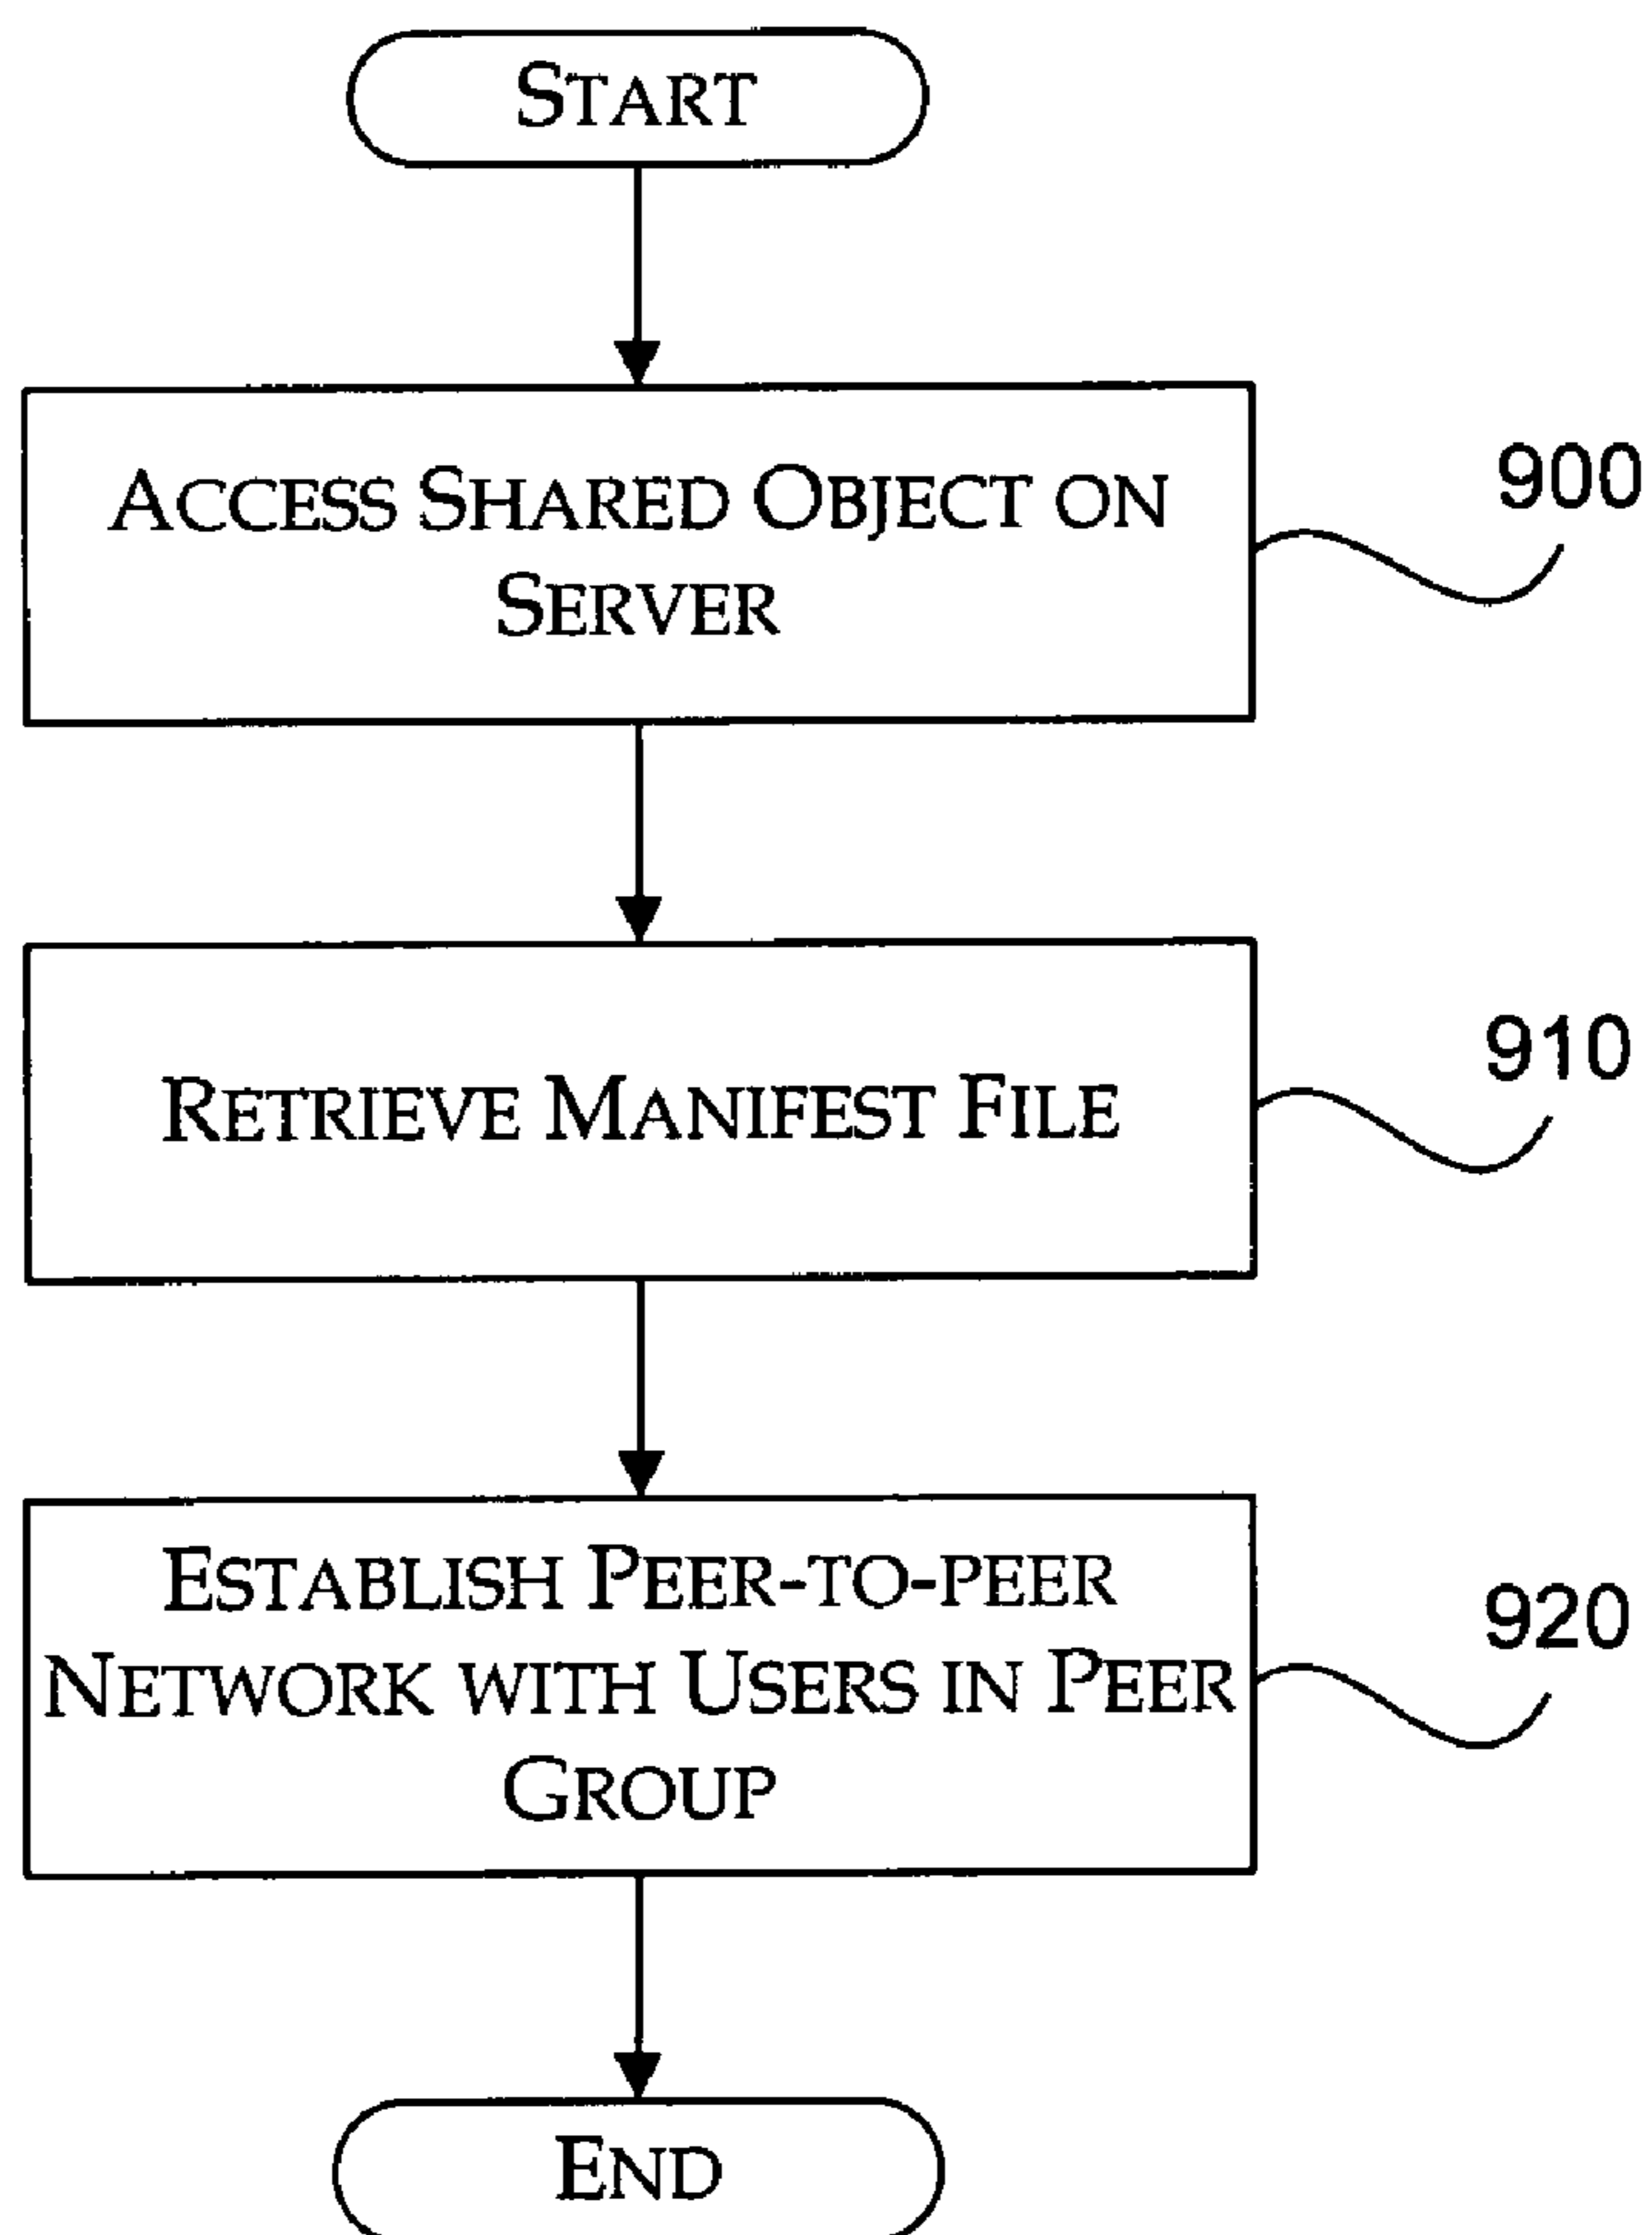 START
ACCESS SHARED OBJECT ON
SERVER
900
RETRIEVE MANIFEST FILE
910
ESTABLISH PEER-TO-PEER
NETWORK WITH USERS IN PEER
GROUP
920
END